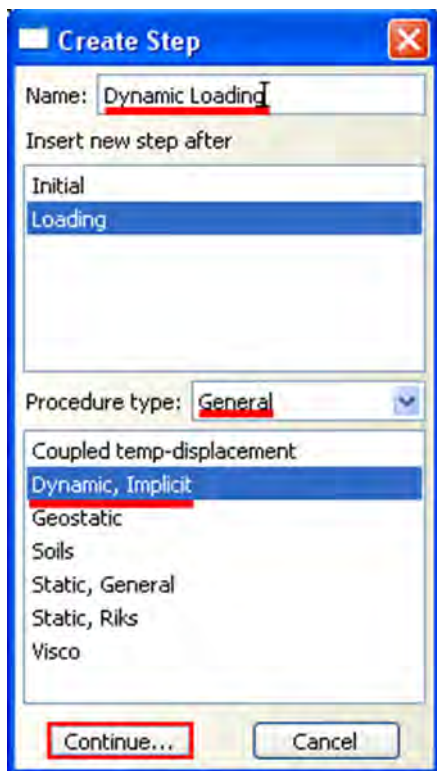 Create Step
Name: Dynamic Loading
Insert new step after
Initial
Loading
Procedure type: General
Coupled temp-displacement
Dynamic, Implicit
Geostatic
Soils
Static, General
Static, Riks
Visco
Continue... Cancel